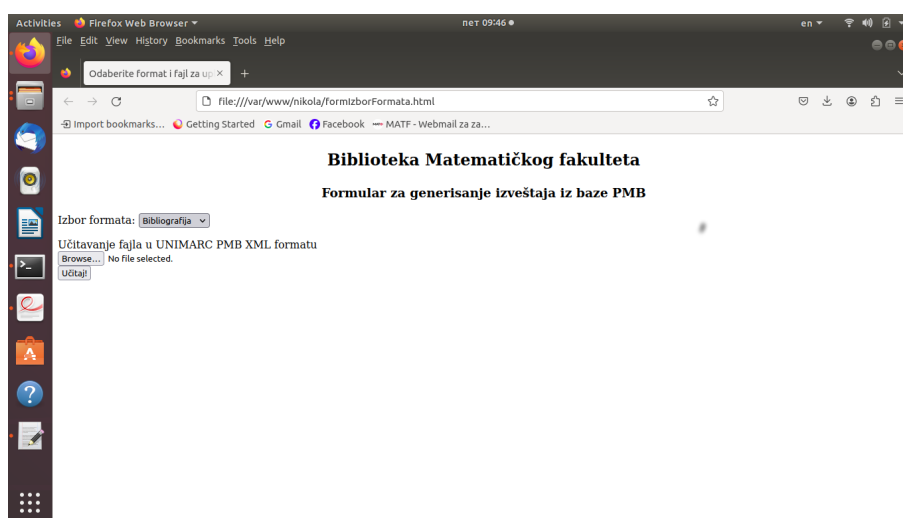 Activities Firefox Web Browser пет 09:46 en
File Edit View History Bookmarks Tools Help
Odaberite format i fajl za up
file:///var/www/nikola/formIzborFormata.html
Import bookmarks... Getting Started Gmail Facebook MATF - Webmail za za...
Biblioteka Matematičkog fakulteta
Formular za generisanje izveštaja iz baze PMB
Izbor formata: Bibliografija
Učitavanje fajla u UNIMARC PMB XML formatu
Browse... No file selected.
Učitaj!